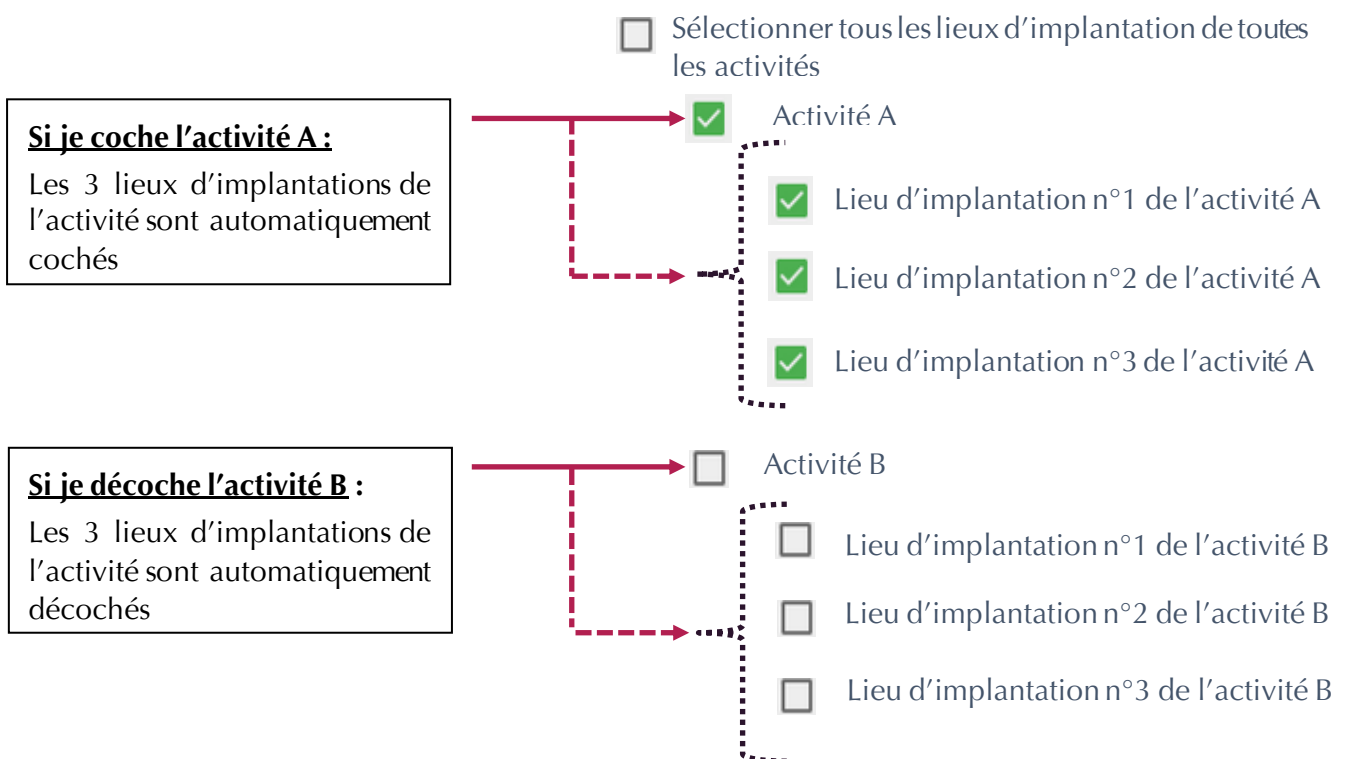 Sélectionner tous les lieux d’implantation de toutes
les activités
Si je coche l’activité A :
Les 3 lieux d’implantations de
l’activité sont automatiquement
cochés
Activité A
Lieu d’implantation n°1 de l’activité A
Lieu d’implantation n°2 de l’activité A
Lieu d’implantation n°3 de l’activité A
Si je décoche l’activité B :
Les 3 lieux d’implantations de
l’activité sont automatiquement
décochés
Activité B
Lieu d’implantation n°1 de l’activité B
Lieu d’implantation n°2 de l’activité B
Lieu d’implantation n°3 de l’activité B